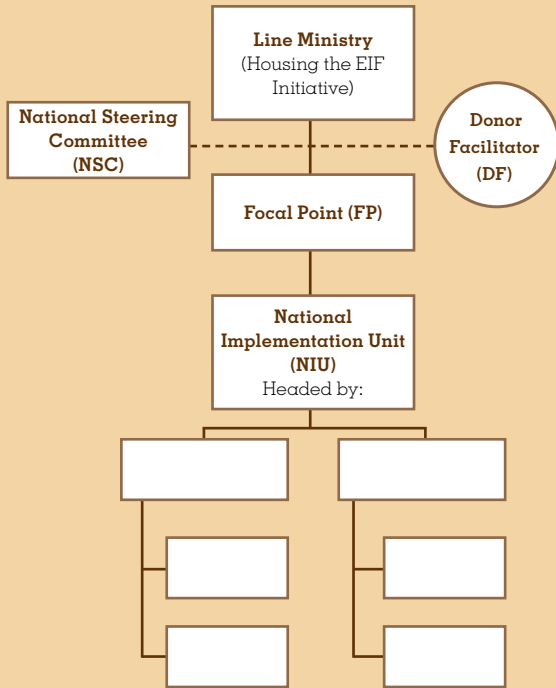 Line Ministry
(Housing the EIF
Initiative)
National Steering
Committee
(NSC)
Donor
Facilitator
(DF)
Focal Point (FP)
National
Implementation Unit
(NIU)
Headed by: